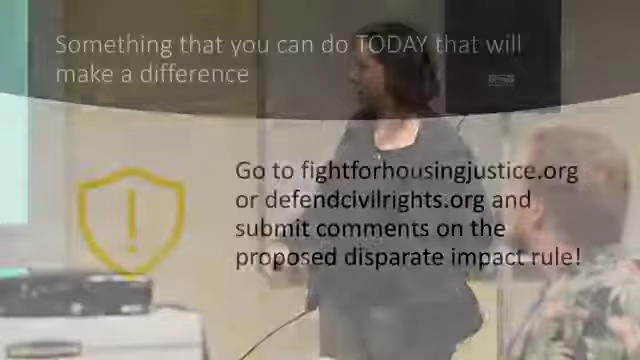 Something that you can do TODAY that will
make a difference
Go to fightforhousingjustice.org
or defendcivilrights.org and
submit comments on the
proposed disparate impact rule!